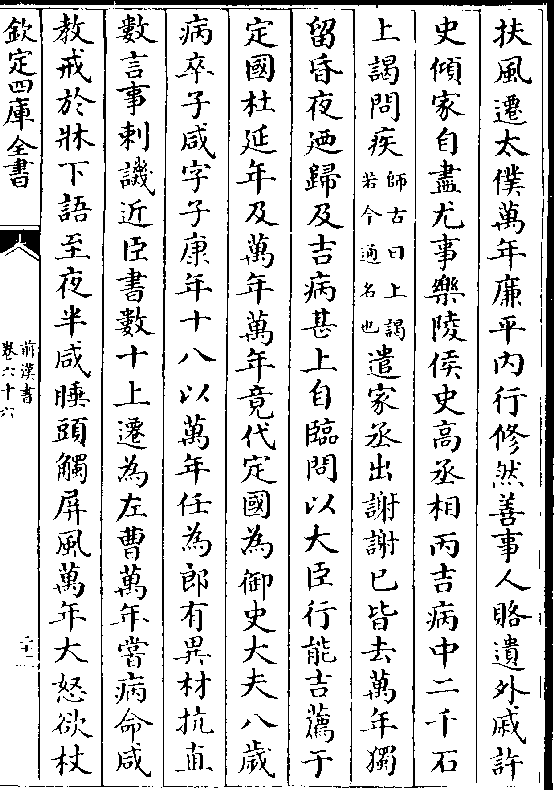 扶風遷太僕萬年廉平内行修然善事人賂遺外戚許
史傾家自盡尤事樂陵侯史高丞相丙吉病中二千石
上謁問疾師古曰上謁若今通名也遣家丞出謝謝已皆去萬年獨
留昏夜廼歸及吉病甚上自臨問以大臣行能吉薦于
定國杜延年及萬年萬年竟代定國為御史大夫八歳
病卒子咸字子康年十八以萬年任為郎有異材抗直
數言事刺譏近臣書數十上遷為左曹萬年嘗病命咸
教戒於牀下語至夜半咸睡頭觸屏風萬年大怒欲杖
欽定四庫全書
前漢書
卷六十六